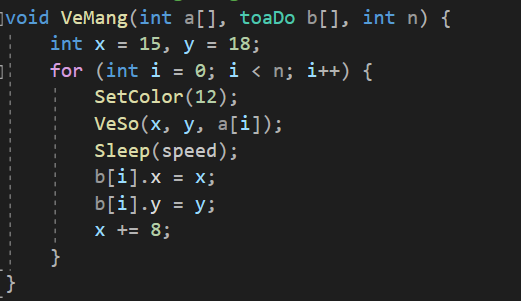 void VeMang(int a[], toaDo b[], int n) {
    int x = 15, y = 18;
    for (int i = 0; i < n; i++) {
        SetColor(12);
        VeSo(x, y, a[i]);
        Sleep(speed);
        b[i].x = x;
        b[i].y = y;
        x += 8;
    }
}